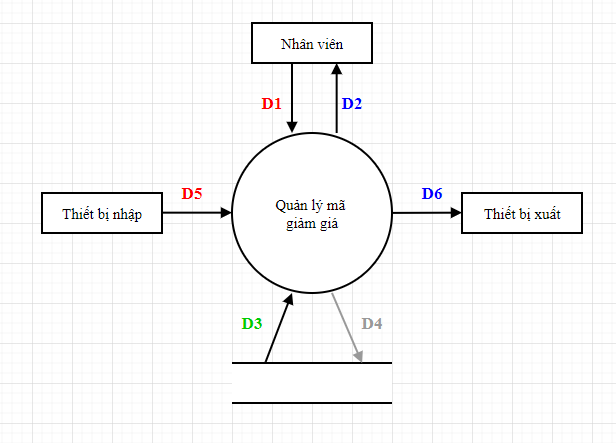 Nhân viên
D1
D2
Thiết bị nhập
D5
Quản lý mã
giảm giá
D6
Thiết bị xuất
D3
D4